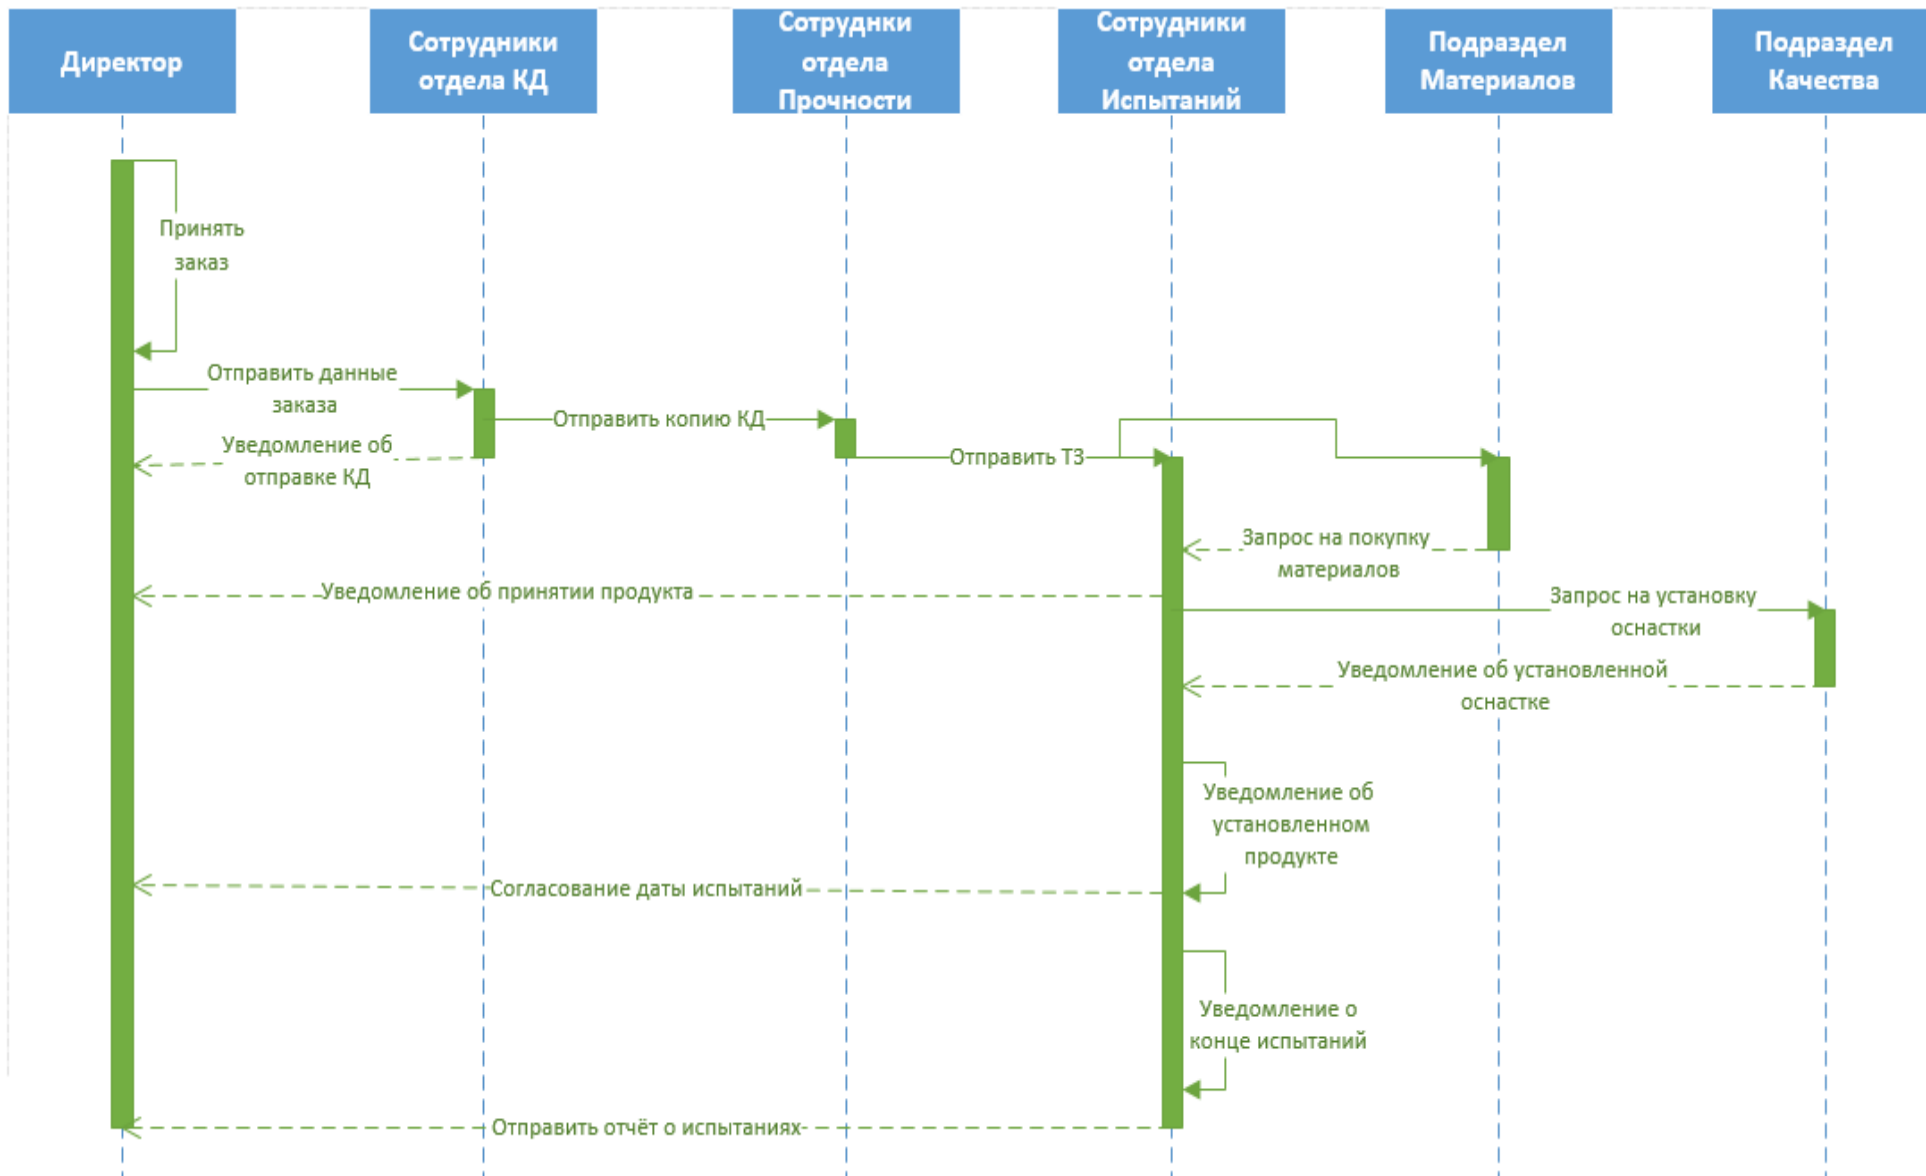 Директор
Сотрудники
отдела КД
Сотруднки
отдела
Прочности
Сотрудники
отдела
Испытаний
Подраздел
Материалов
Подраздел
Качества
Принять
заказ
Отправить данные
заказа
Отправить копию КД
Уведомление об
отправке КД
Отправить ТЗ
Запрос на покупку
материалов
Уведомление об принятии продукта
Запрос на установку
оснастки
Уведомление об установленной
оснастке
Уведомление об
установленном
продукте
Согласование даты испытаний
Уведомление о
конце испытаний
Отправить отчёт о испытаниях